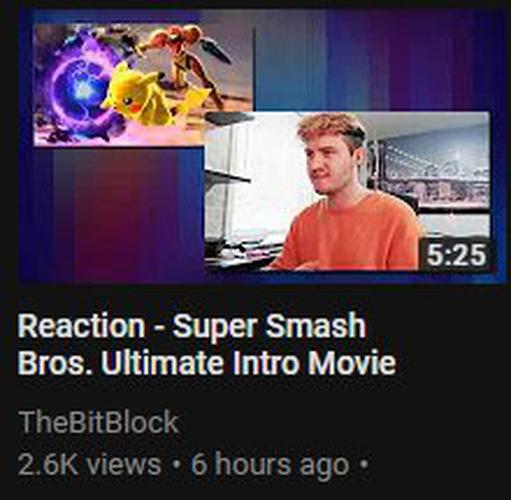 5:25
Reaction - Super Smash
Bros. Ultimate Intro Movie
TheBitBlock
2.6K views • 6 hours ago •